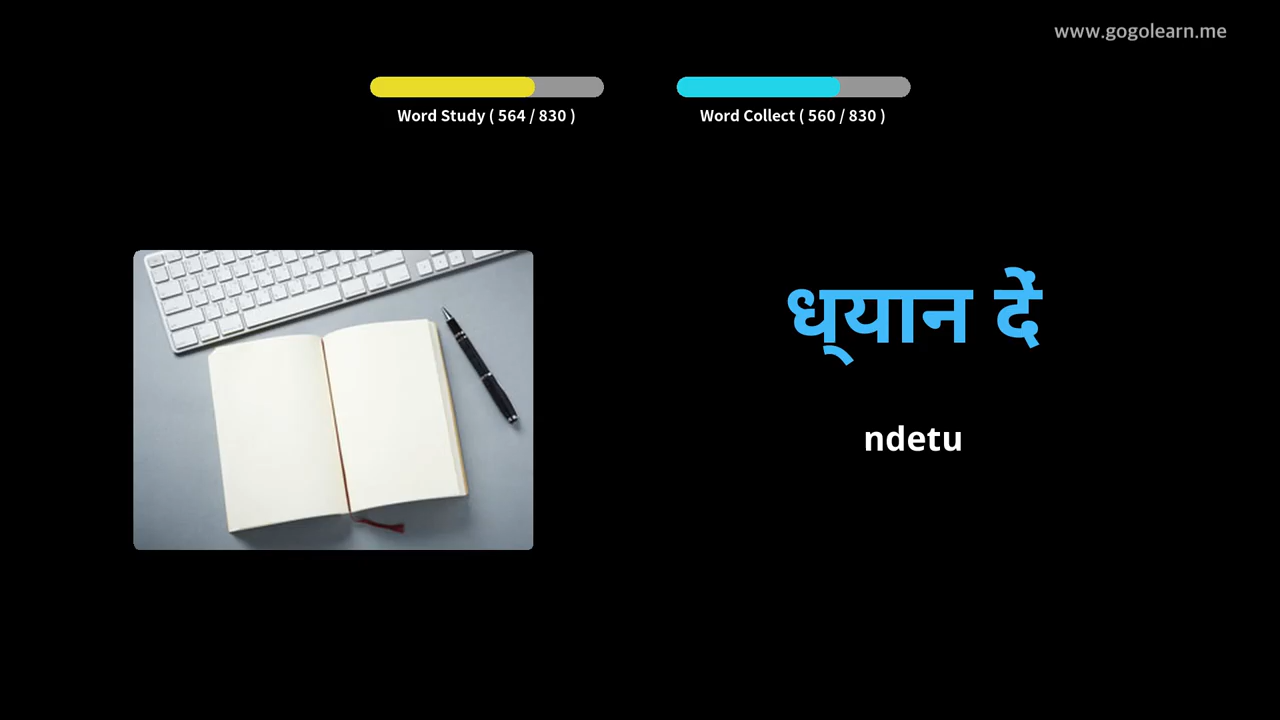 www.gogolearn.me
Word Study ( 564 / 830 )
Word Collect ( 560 / 830 )
ध्यान दें
ndetu